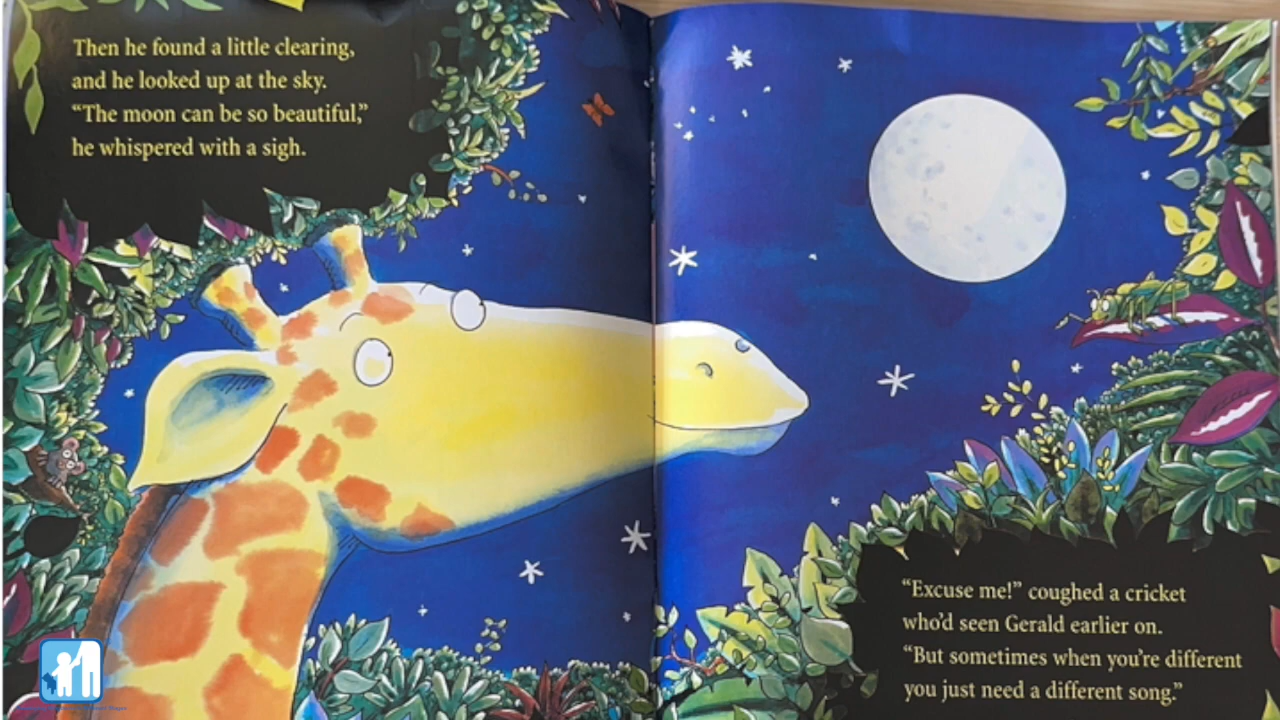 Then he found a little clearing,
and he looked up at the sky.
“The moon can be so beautiful,”
he whispered with a sigh.
“Excuse me!” coughed a cricket
who’d seen Gerald earlier on.
“But sometimes when you’re different
you just need a different song.”